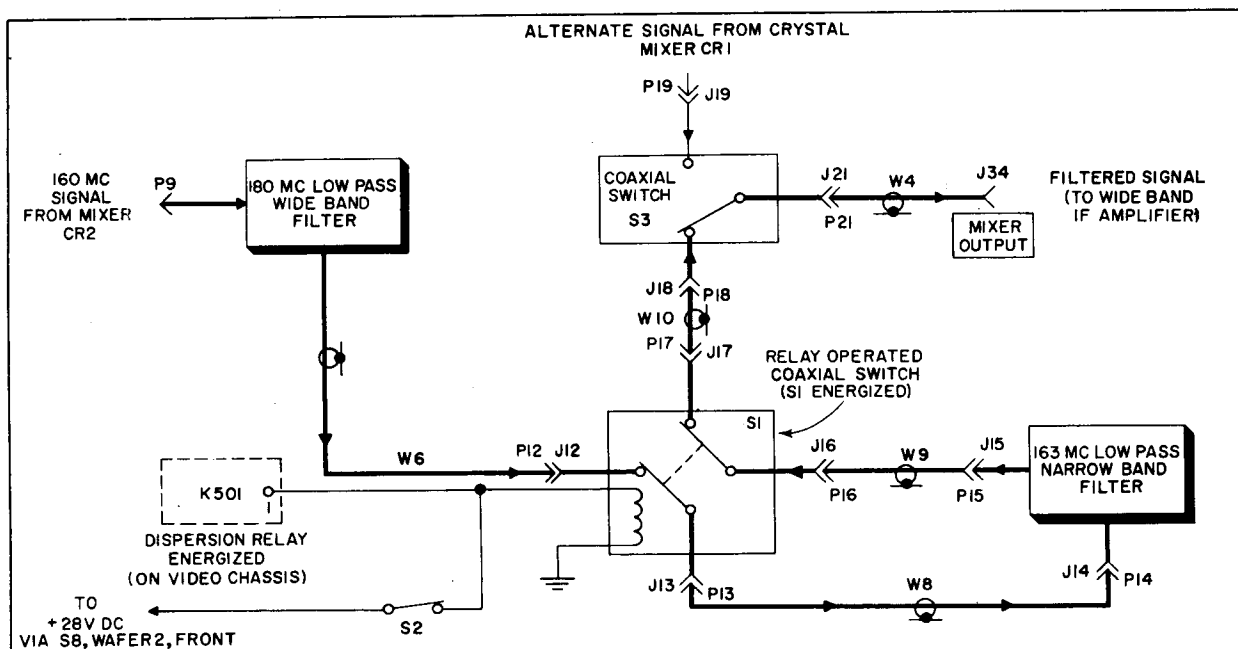 ALTERNATE SIGNAL FROM CRYSTAL
MIXER CR1
P19
J19
160 MC
SIGNAL
FROM MIXER
CR2
P9
180 MC LOW PASS
WIDE BAND
FILTER
COAXIAL
SWITCH
S3
J21
P21
W4
J34
MIXER
OUTPUT
FILTERED SIGNAL
(TO WIDE BAND
IF AMPLIFIER)
J18
P18
W10
P17
J17
RELAY OPERATED
COAXIAL SWITCH
(S1 ENERGIZED)
S1
W6
P12
J12
J16
P16
W9
J15
P15
163 MC LOW PASS
NARROW BAND
FILTER
K501
DISPERSION RELAY
ENERGIZED
(ON VIDEO CHASSIS)
J13
P13
W8
J14
P14
TO
+28V DC
VIA S8, WAFER 2, FRONT
S2